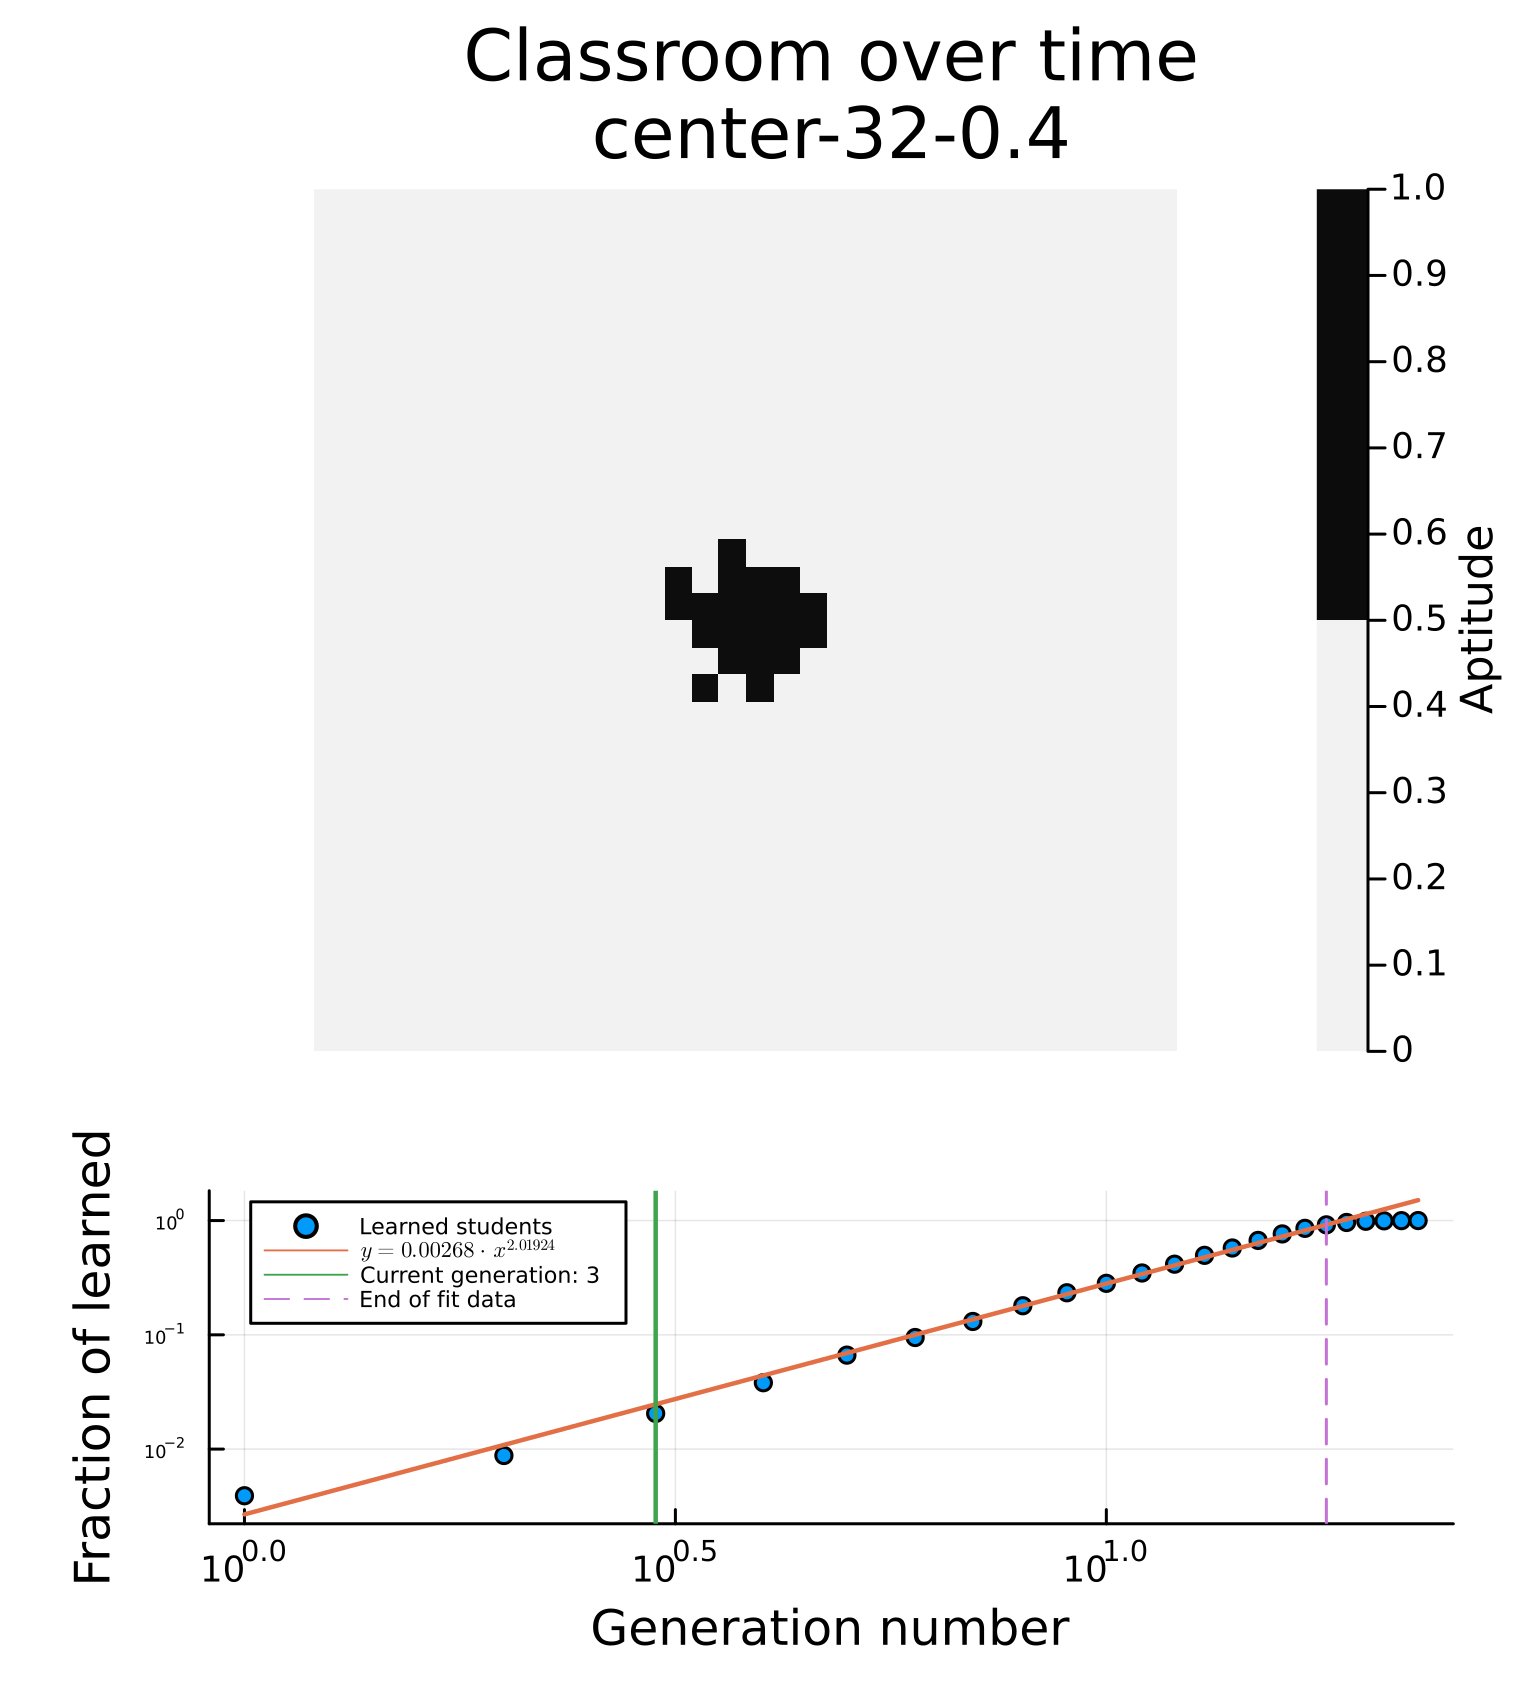 Classroom over time
center-32-0.4
1.0
0.9
0.8
0.7
0.6
0.5
0.4
0.3
0.2
0.1
0
Aptitude
Fraction of learned
10⁰
10⁻¹
10⁻²
Learned students
y = 0.00268 · x^2.01924
Current generation: 3
End of fit data
10^0.0
10^0.5
10^1.0
Generation number